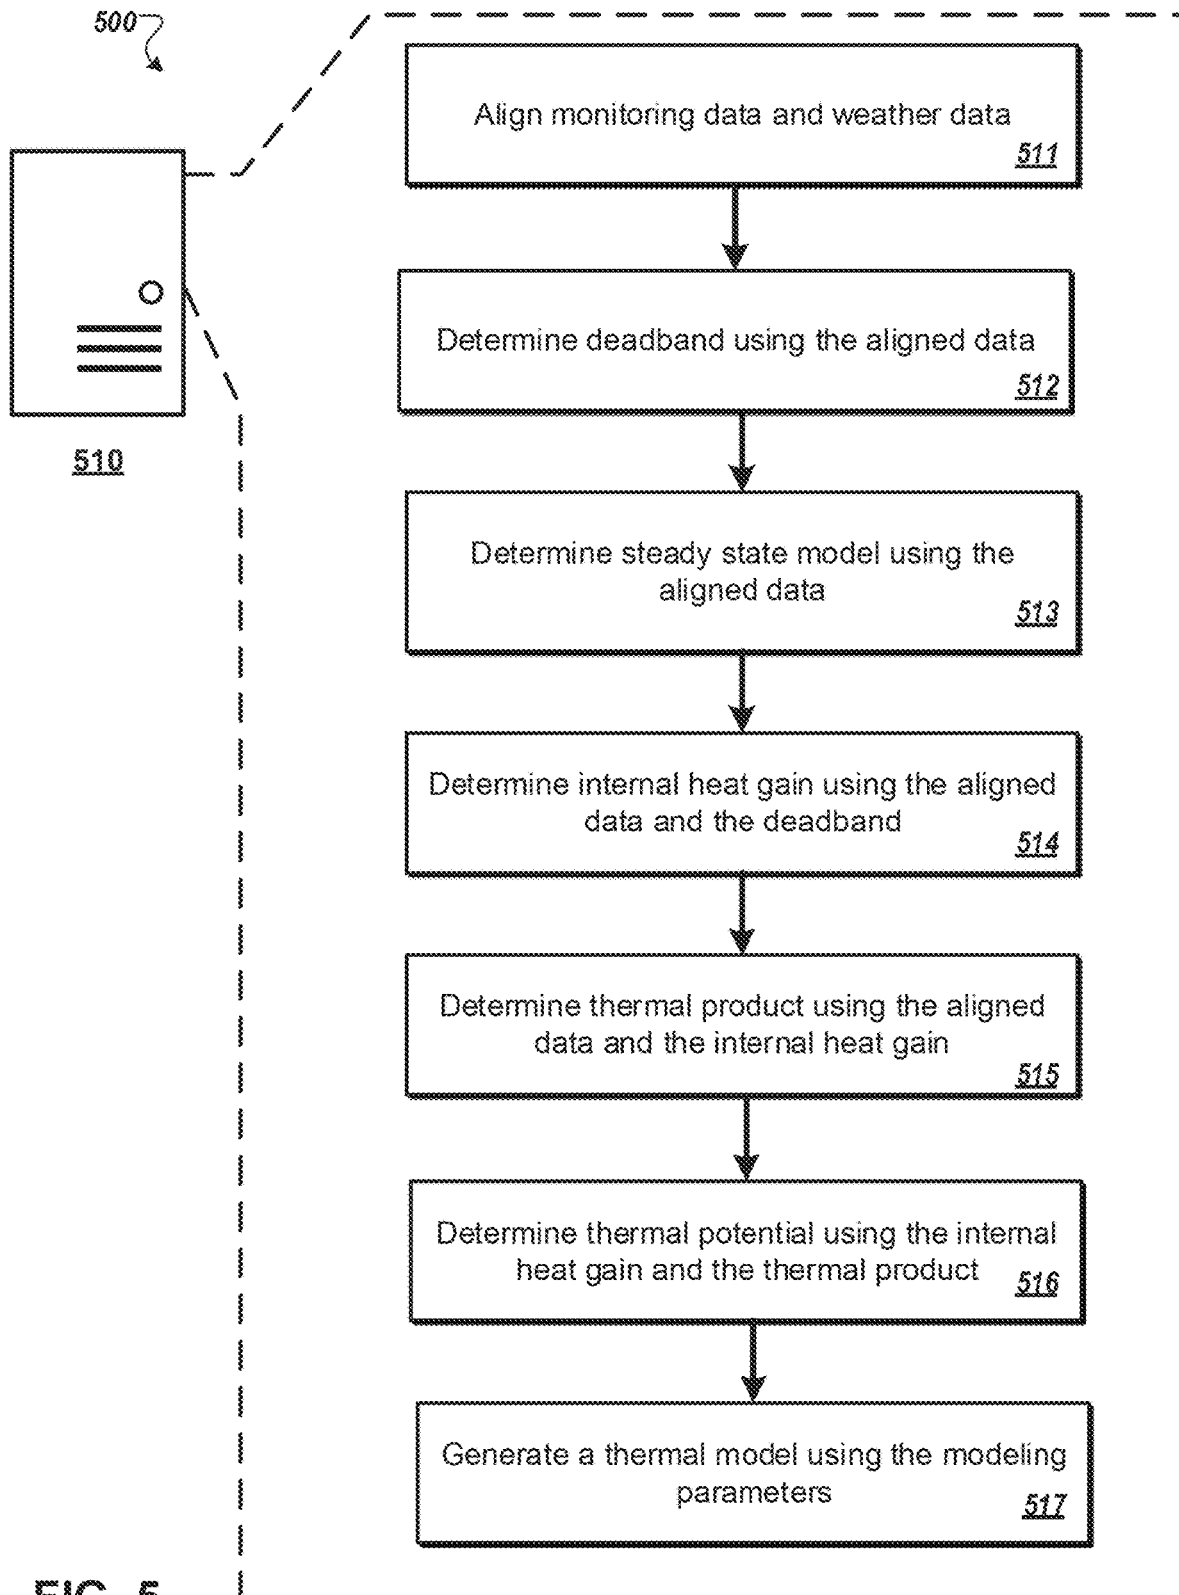 500
Align monitoring data and weather data
511
Determine deadband using the aligned data
512
510
Determine steady state model using the
aligned data
513
Determine internal heat gain using the aligned
data and the deadband
514
Determine thermal product using the aligned
data and the internal heat gain
515
Determine thermal potential using the internal
heat gain and the thermal product
516
Generate a thermal model using the modeling
parameters
517
FIG. 5